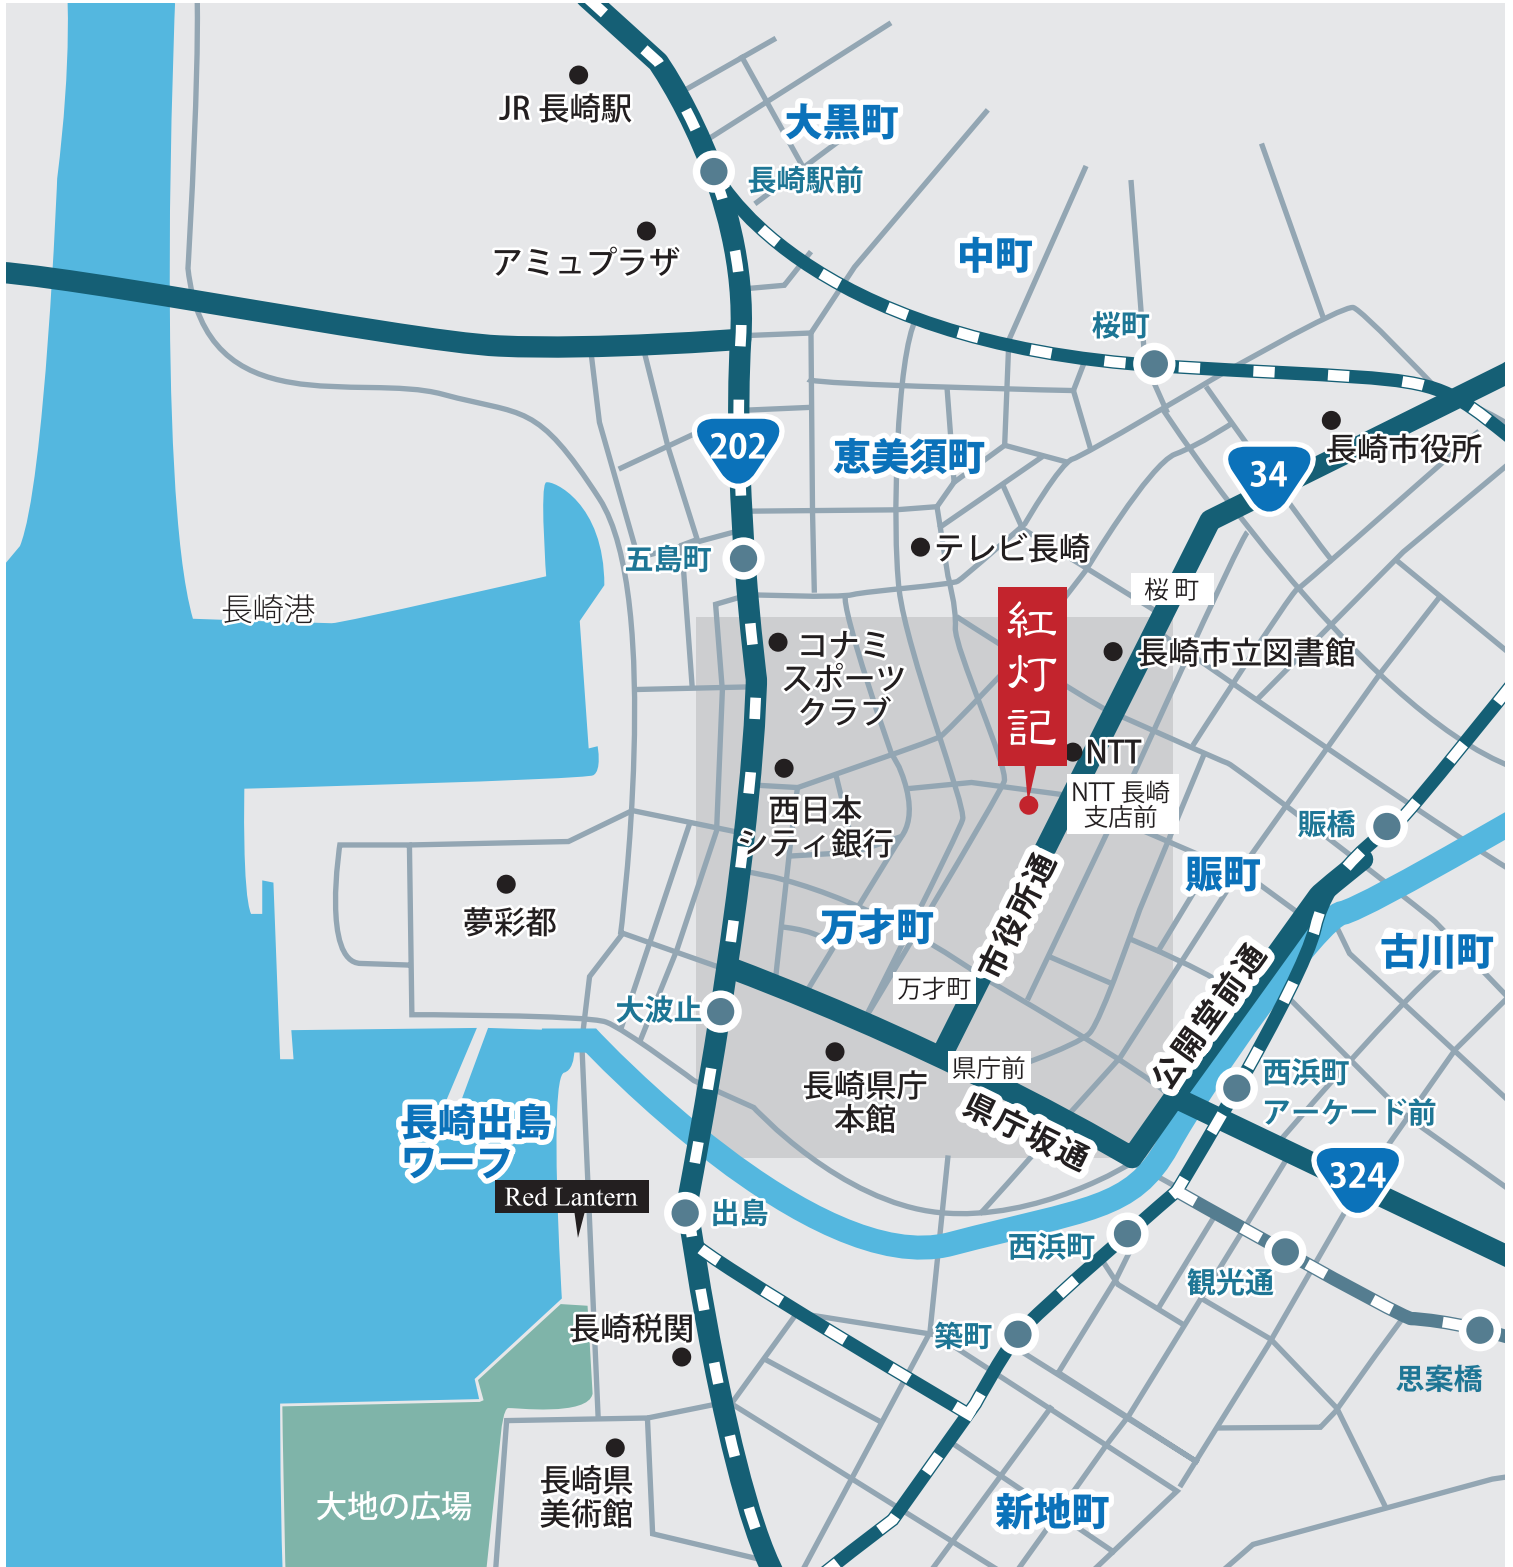 JR 長崎駅
大黒町
長崎駅前
アミュプラザ
中町
桜町
202
恵美須町
34
長崎市役所
五島町
テレビ長崎
桜町
長崎港
紅灯記
コナミ
スポーツ
クラブ
長崎市立図書館
NTT
NTT 長崎
支店前
西日本
シティ銀行
賑橋
賑町
夢彩都
万才町
市役所通
古川町
万才町
公開堂前通
大波止
長崎県庁
本館
県庁前
西浜町
アーケード前
県庁坂通
長崎出島
ワーフ
324
Red Lantern
出島
西浜町
観光通
長崎税関
築町
思案橋
長崎県
美術館
大地の広場
新地町